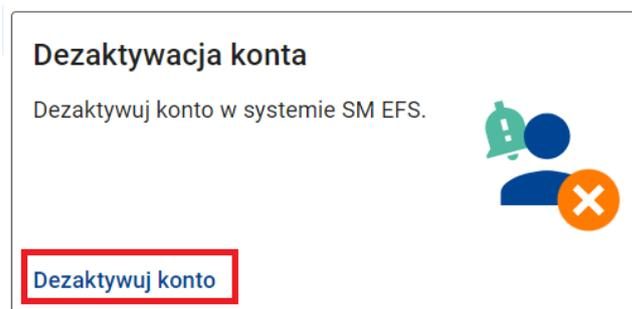 Dezaktywacja konta
Dezaktywuj konto w systemie SM EFS.
Dezaktywuj konto